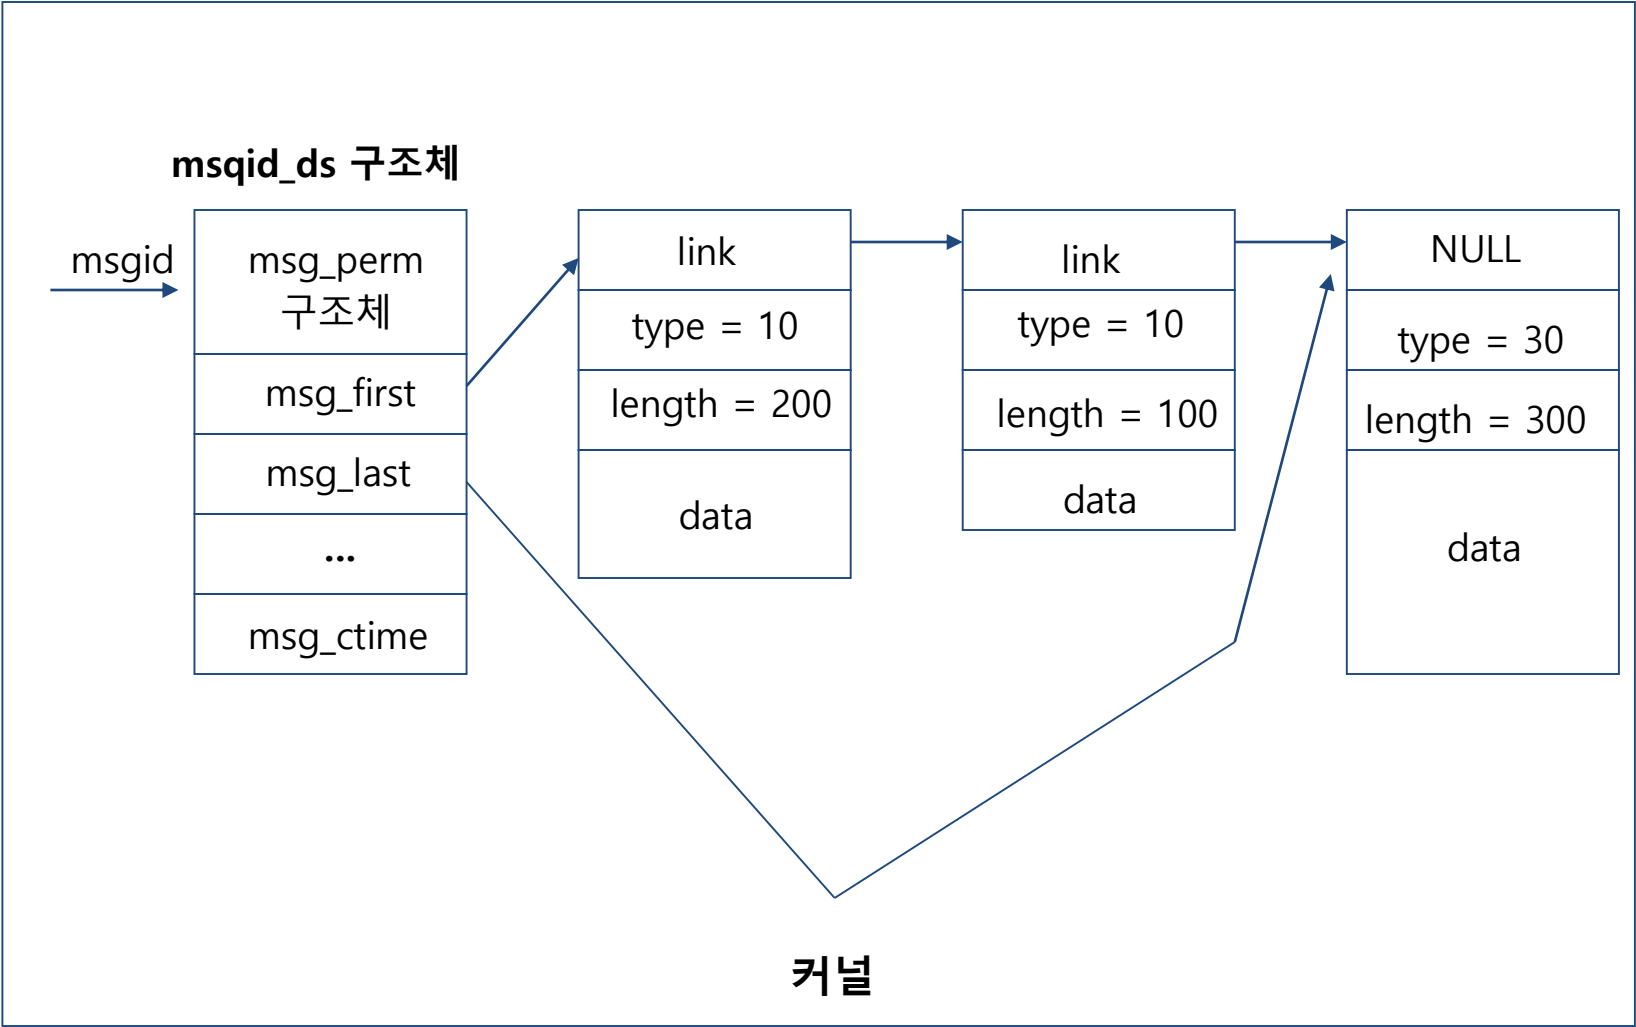 msqid_ds 구조체
msgid
msg_perm
구조체
msg_first
msg_last
...
msg_ctime
link
type = 10
length = 200
data
link
type = 10
length = 100
data
NULL
type = 30
length = 300
data
커널